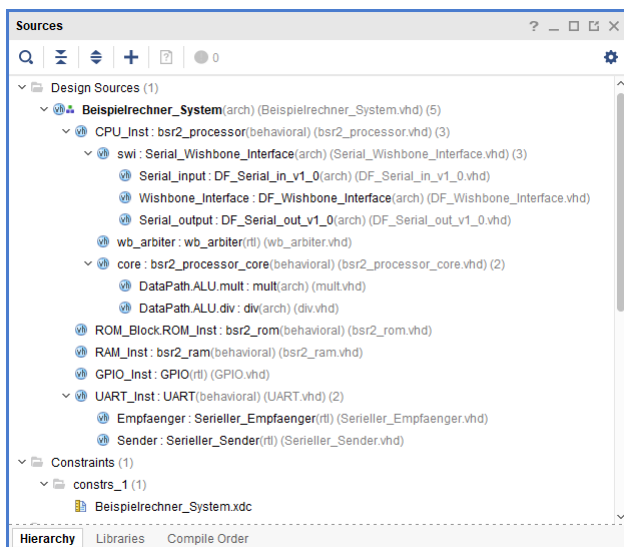 Sources
0
Design Sources (1)
Beispielrechner_System(arch) (Beispielrechner_System.vhd) (5)
CPU_Inst : bsr2_processor(behavioral) (bsr2_processor.vhd) (3)
swi : Serial_Wishbone_Interface(arch) (Serial_Wishbone_Interface.vhd) (3)
Serial_input : DF_Serial_in_v1_0(arch) (DF_Serial_in_v1_0.vhd)
Wishbone_Interface : DF_Wishbone_Interface(arch) (DF_Wishbone_Interface.vhd)
Serial_output : DF_Serial_out_v1_0(arch) (DF_Serial_out_v1_0.vhd)
wb_arbiter : wb_arbiter(rtl) (wb_arbiter.vhd)
core : bsr2_processor_core(behavioral) (bsr2_processor_core.vhd) (2)
DataPath.ALU.mult : mult(arch) (mult.vhd)
DataPath.ALU.div : div(arch) (div.vhd)
ROM_Block.ROM_Inst : bsr2_rom(behavioral) (bsr2_rom.vhd)
RAM_Inst : bsr2_ram(behavioral) (bsr2_ram.vhd)
GPIO_Inst : GPIO(rtl) (GPIO.vhd)
UART_Inst : UART(behavioral) (UART.vhd) (2)
Empfaenger : Serieller_Empfaenger(rtl) (Serieller_Empfaenger.vhd)
Sender : Serieller_Sender(rtl) (Serieller_Sender.vhd)
Constraints (1)
constrs_1 (1)
Beispielrechner_System.xdc
Hierarchy Libraries Compile Order